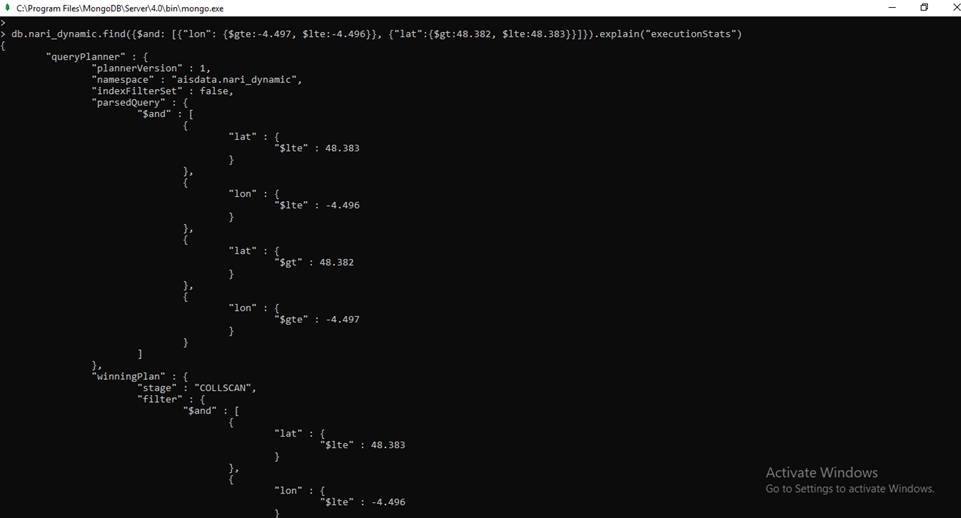 C:\Program Files\MongoDB\Server\4.0\bin\mongo.exe
>
> db.nari_dynamic.find({$and: [{"lon": {$gte:-4.497, $lte:-4.496}}, {"lat":{$gt:48.382, $lte:48.383}}]}).explain("executionStats")
{
"queryPlanner" : {
"plannerVersion" : 1,
"namespace" : "aisdata.nari_dynamic",
"indexFilterSet" : false,
"parsedQuery" : {
"$and" : [
{
"lat" : {
"$lte" : 48.383
}
},
{
"lon" : {
"$lte" : -4.496
}
},
{
"lat" : {
"$gt" : 48.382
}
},
{
"lon" : {
"$gte" : -4.497
}
}
]
},
"winningPlan" : {
"stage" : "COLLSCAN",
"filter" : {
"$and" : [
{
"lat" : {
"$lte" : 48.383
}
},
{
"lon" : {
"$lte" : -4.496
}
Activate Windows
Go to Settings to activate Windows.